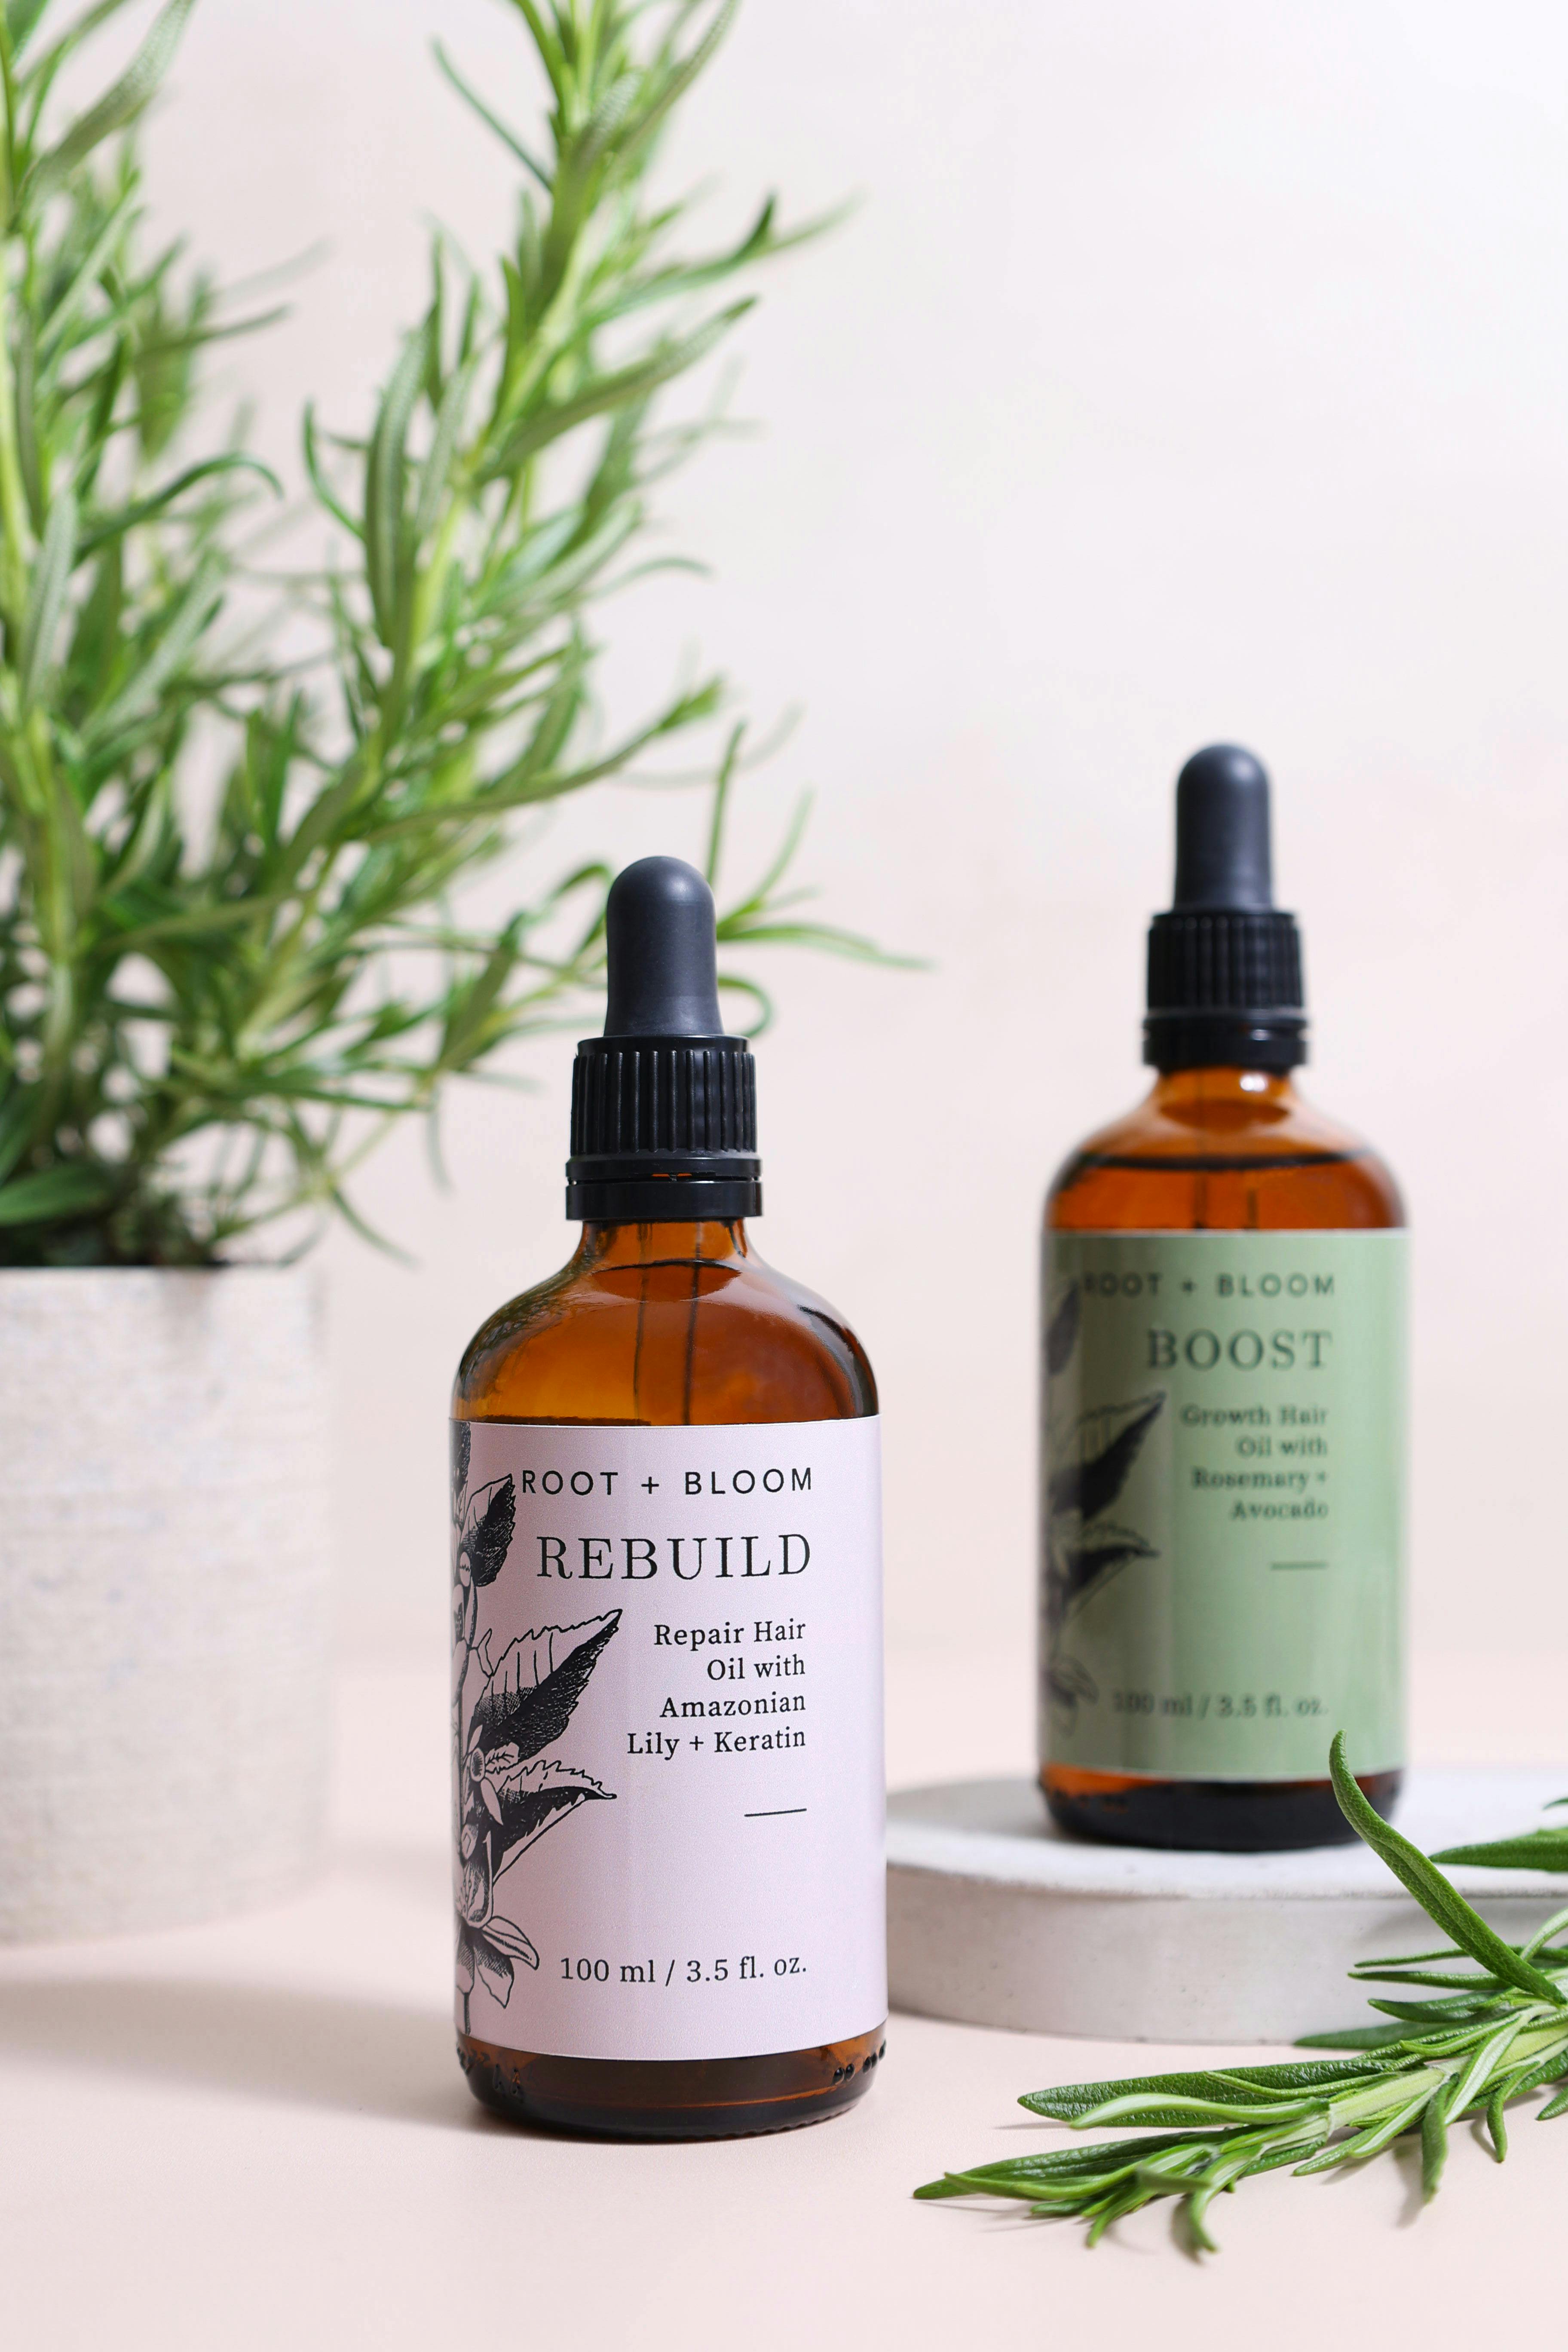 ROOT + BLOOM
REBUILD
Repair Hair
Oil with
Amazonian
Lily + Keratin
100 ml / 3.5 fl. oz.
ROOT + BLOOM
BOOST
Growth Hair
Oil with
Rosemary +
Avocado
100 ml / 3.5 fl. oz.